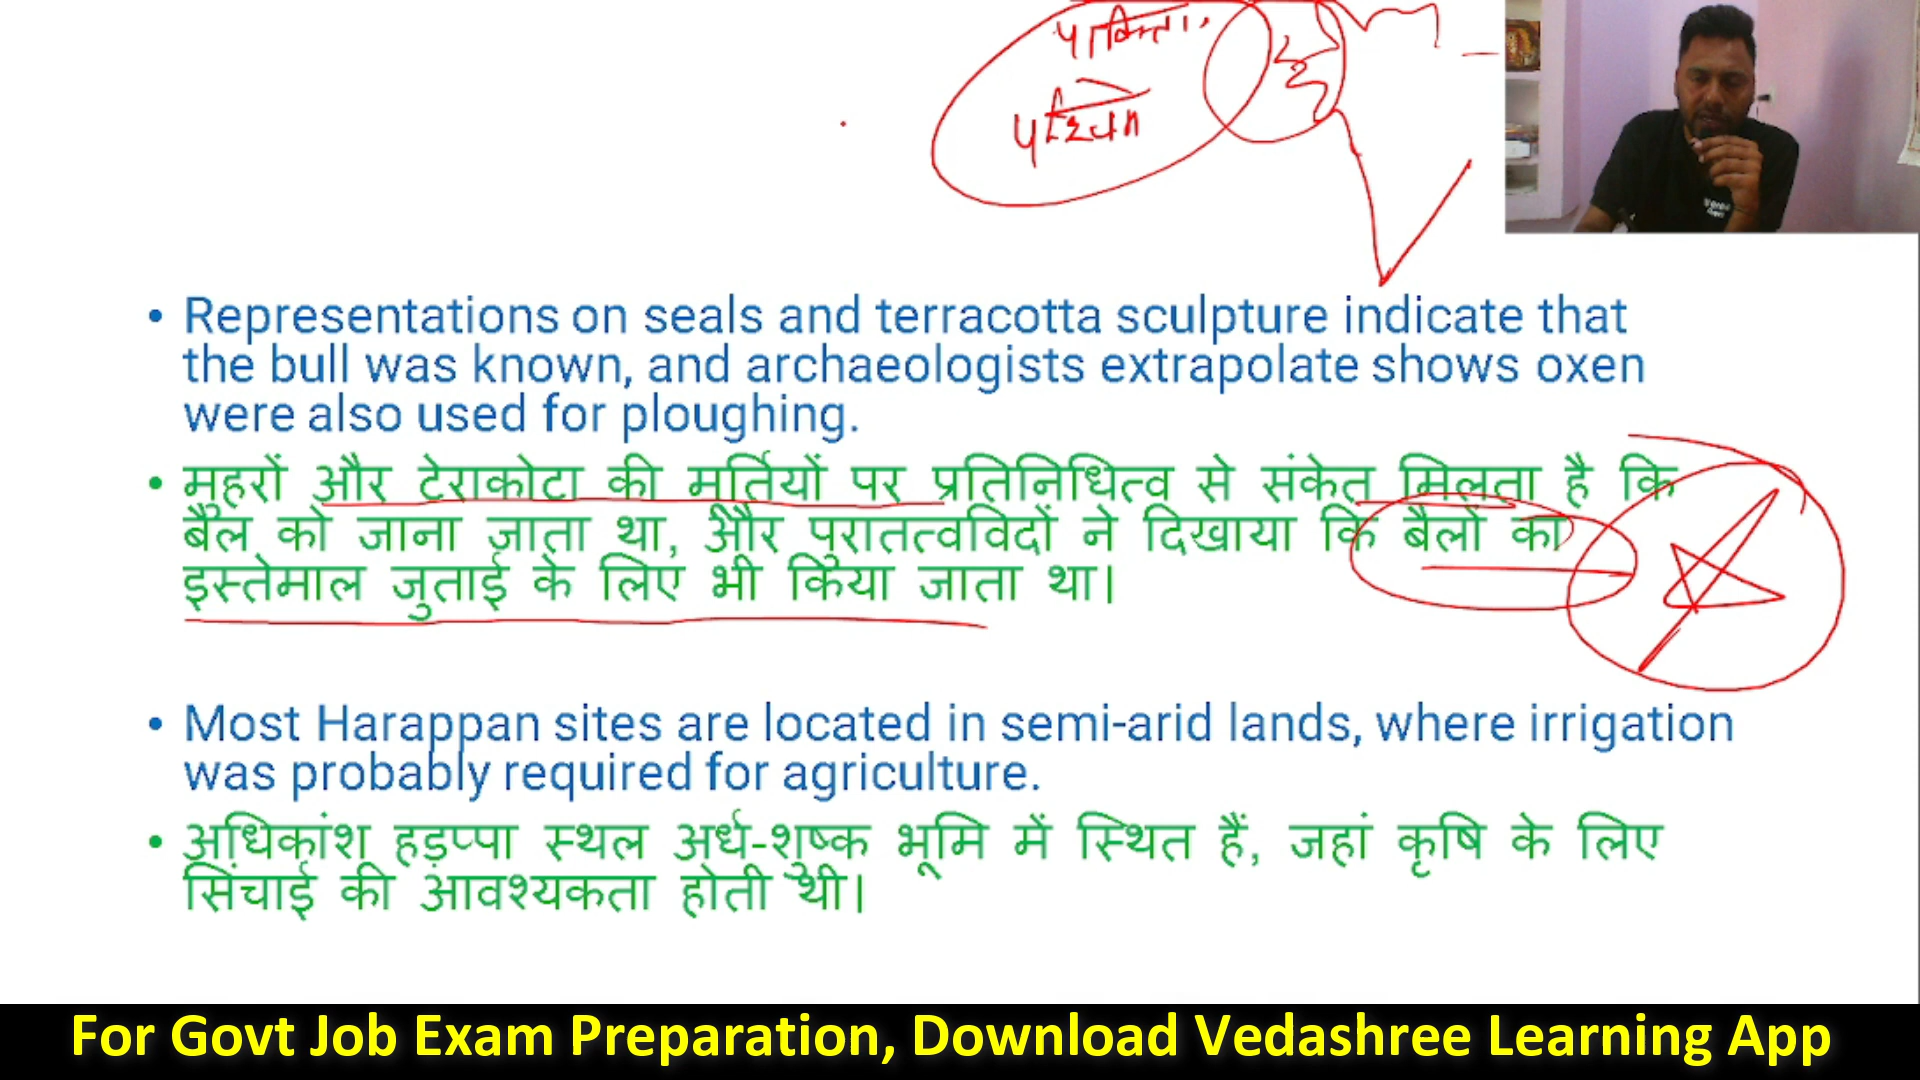 • Representations on seals and terracotta sculpture indicate that
the bull was known, and archaeologists extrapolate shows oxen
were also used for ploughing.
• मुहरों और टेराकोटा की मूर्तियों पर प्रतिनिधित्व से संकेत मिलता है कि
बैल को जाना जाता था, और पुरातत्वविदों ने दिखाया कि बैलों का
इस्तेमाल जुताई के लिए भी किया जाता था।
• Most Harappan sites are located in semi-arid lands, where irrigation
was probably required for agriculture.
• अधिकांश हड़प्पा स्थल अर्ध-शुष्क भूमि में स्थित हैं, जहां कृषि के लिए
सिंचाई की आवश्यकता होती थी।
For Govt Job Exam Preparation, Download Vedashree Learning App